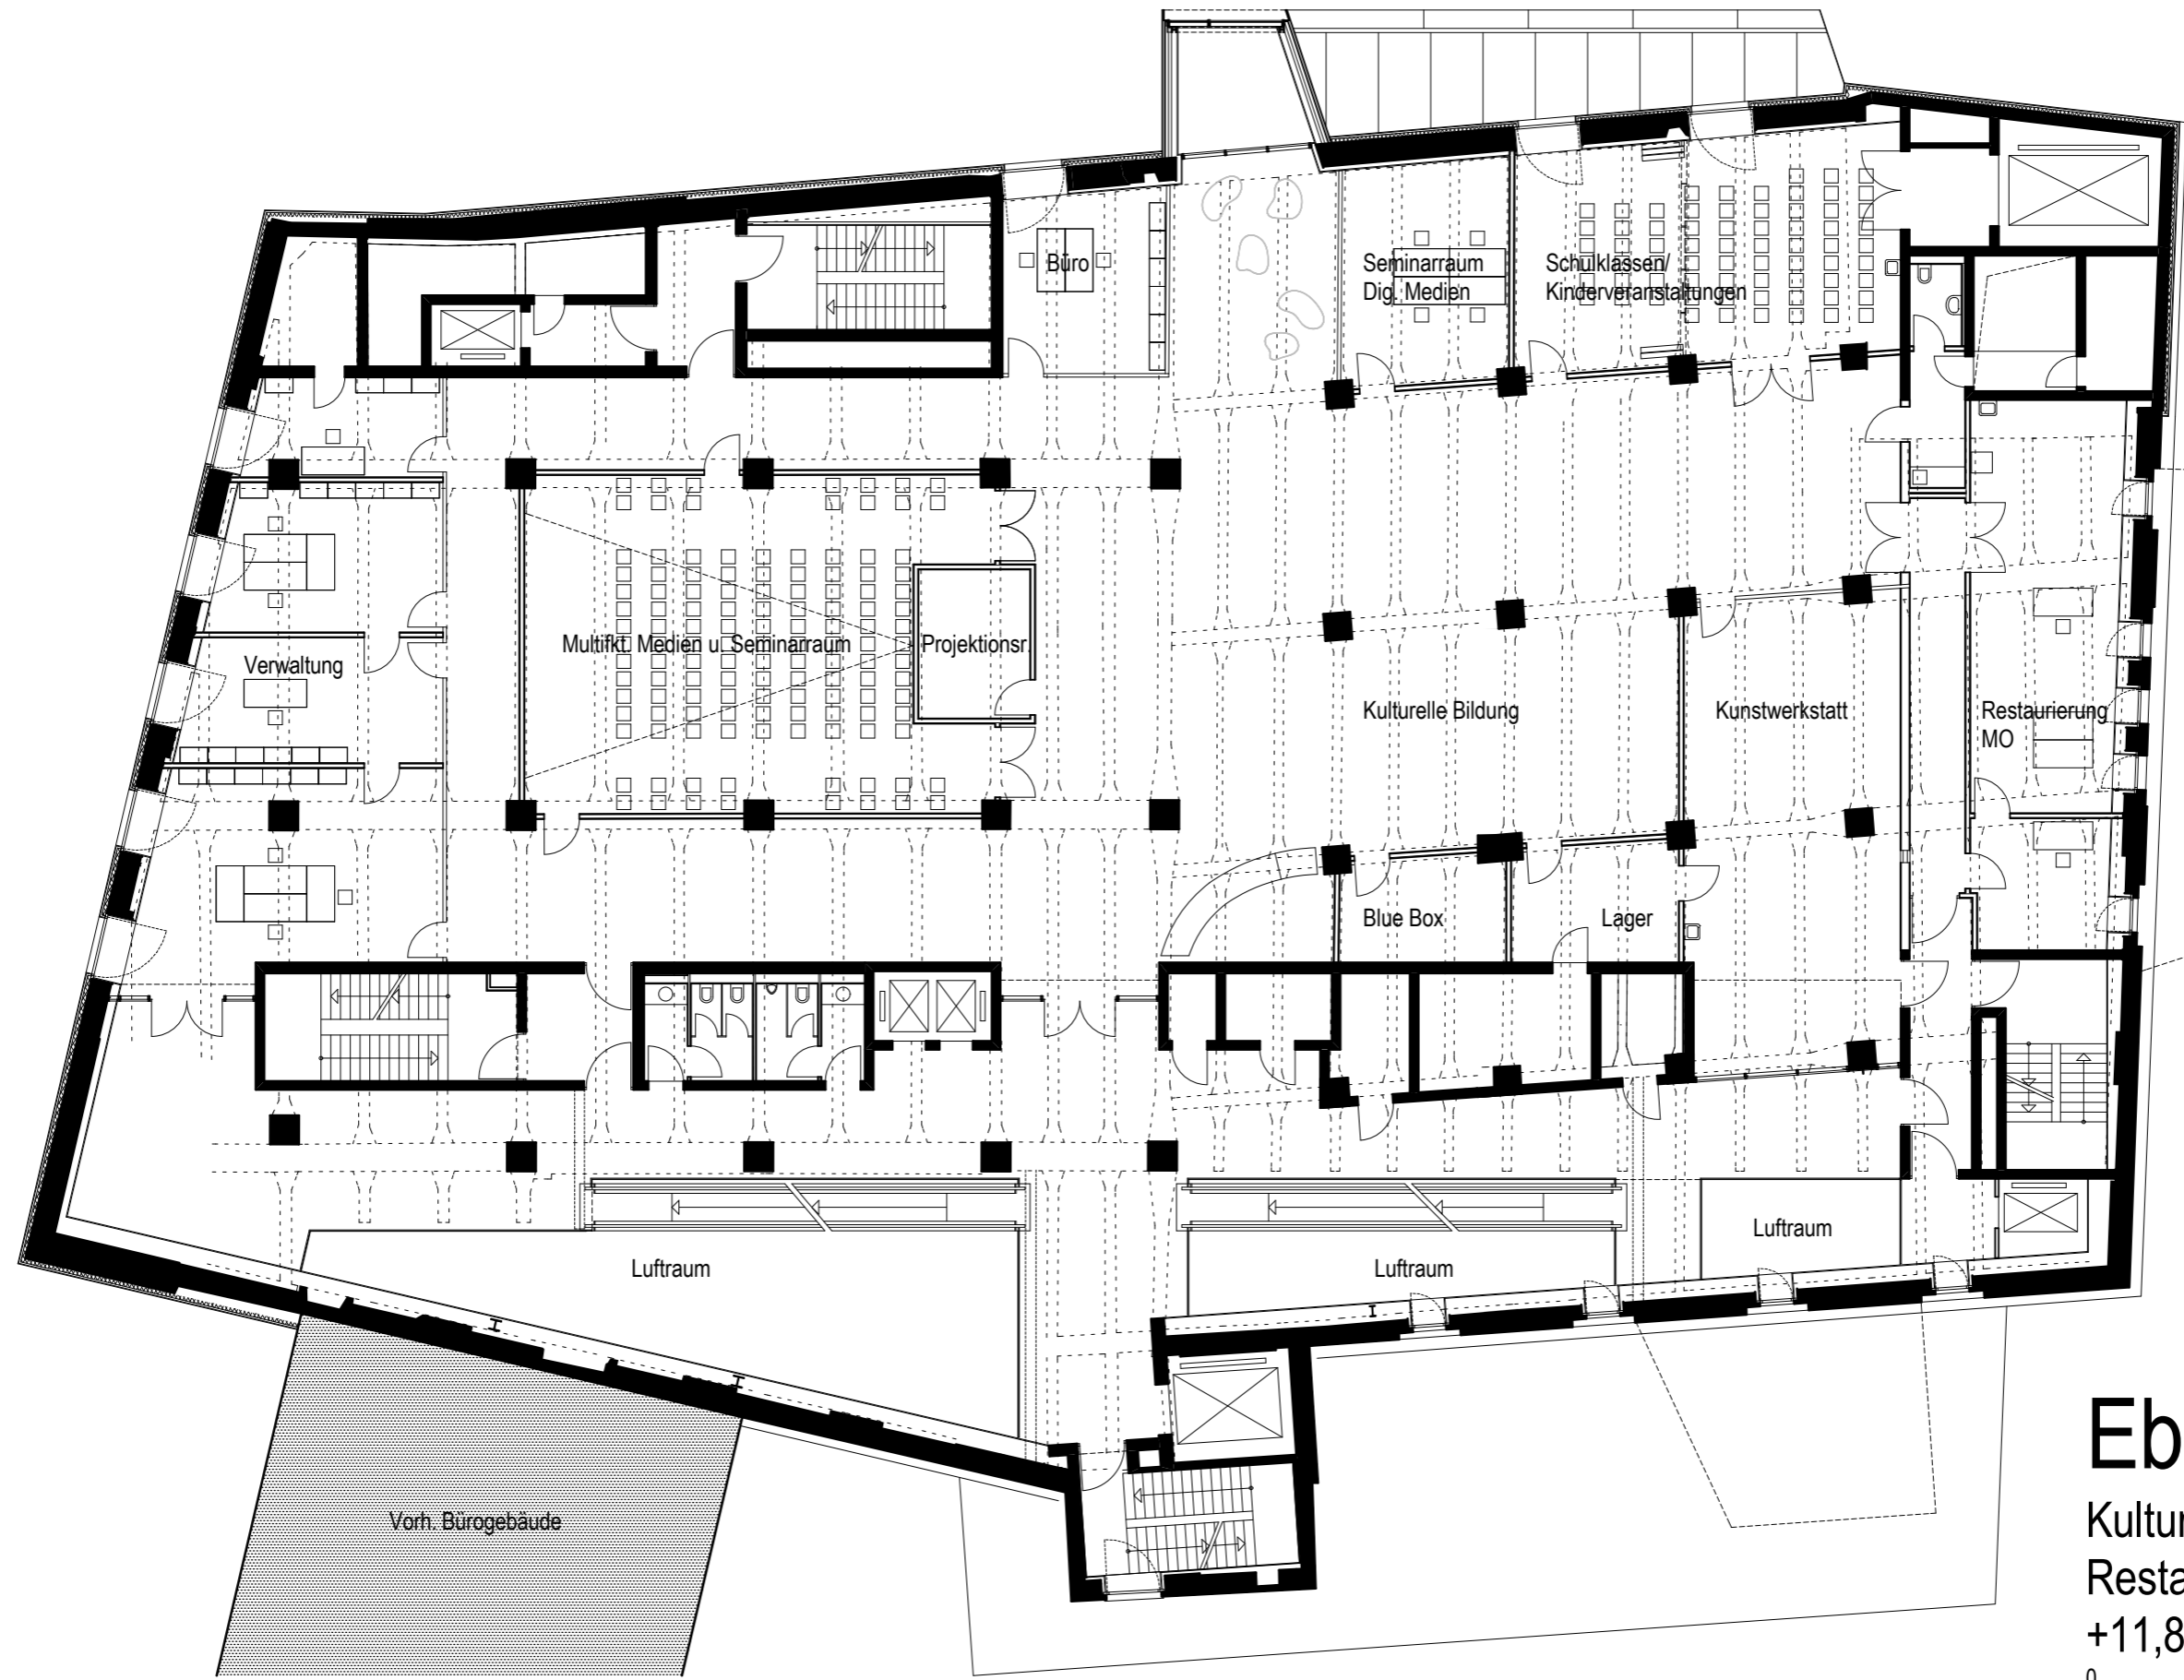 Büro
Seminarraum
Dig. Medien
Schulklassen/
Kinderveranstaltungen
Multifkt. Medien u. Seminarraum
Projektionsr.
Verwaltung
Kulturelle Bildung
Kunstwerkstatt
Restaurierung
MO
Blue Box
Lager
Luftraum
Luftraum
Luftraum
Vorh. Bürogebäude
Eb
Kultur
Resta
+11,8
0